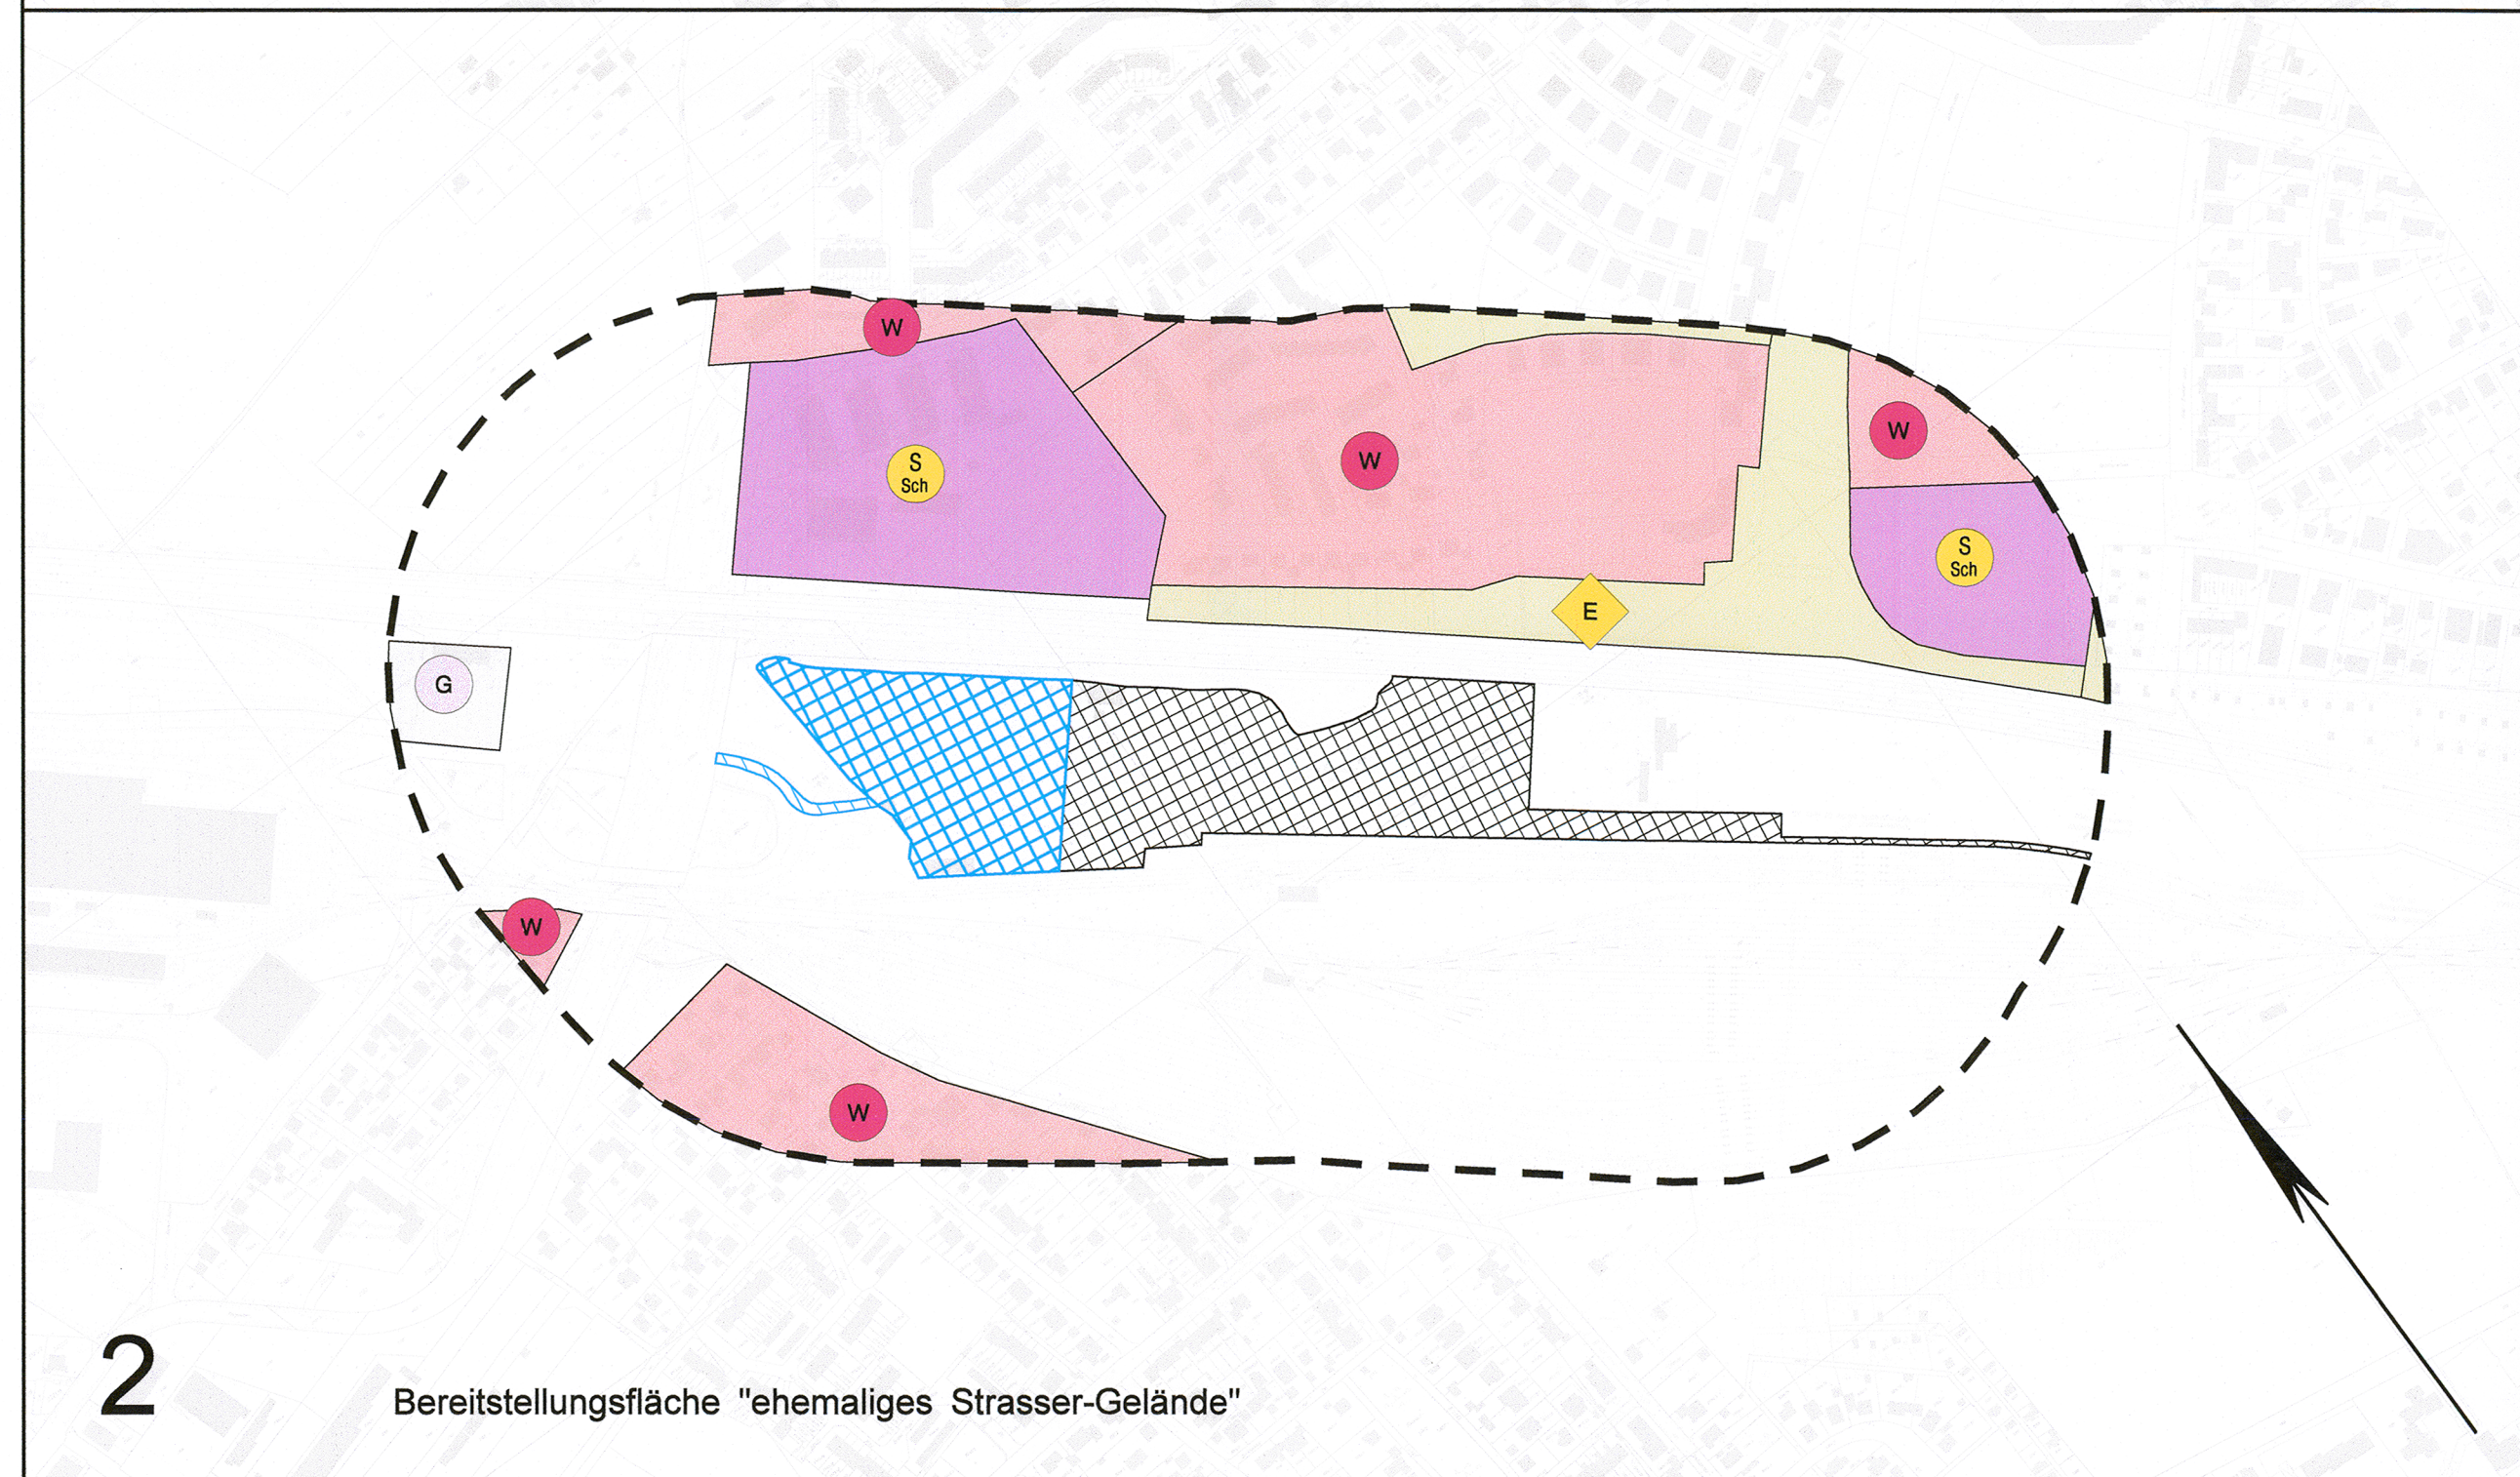 W
W
W
S
Sch
S
Sch
E
G
W
W
2
Bereitstellungsfläche "ehemaliges Strasser-Gelände"